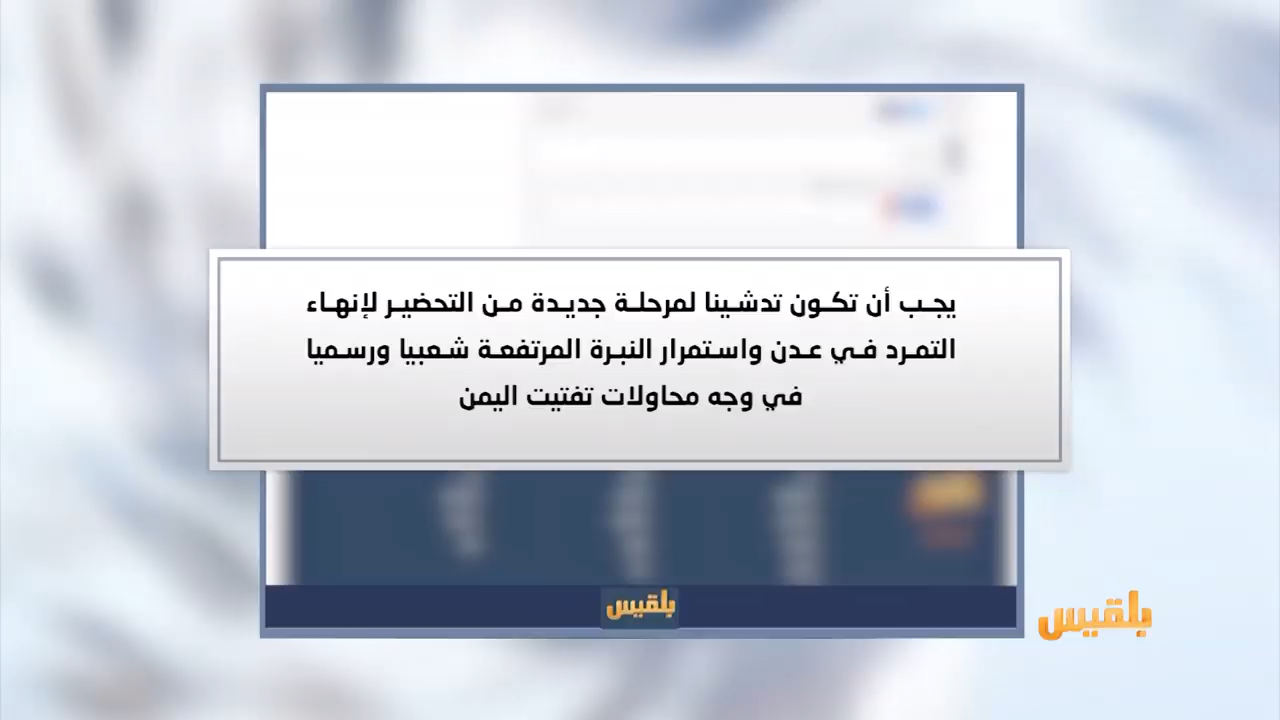 يجب أن تكون تدشينا لمرحلة جديدة من التحضير لإنهاء
التمرد في عدن واستمرار النبرة المرتفعة شعبيا ورسميا
في وجه محاولات تفتيت اليمن
بلقيس
بلقيس